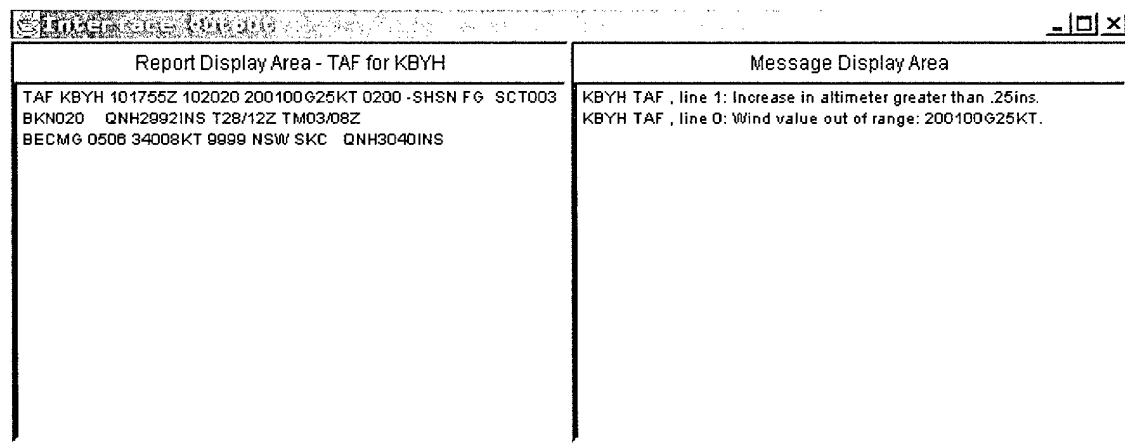 Interface Output
Report Display Area - TAF for KBYH
TAF KBYH 101755Z 102020 200100G25KT 0200 -SHSN FG SCT003
BKN020 QNH2992INS T28/12Z TM03/08Z
BECMG 0506 34008KT 9999 NSW SKC QNH3040INS
Message Display Area
KBYH TAF , line 1: Increase in altimeter greater than .25ins.
KBYH TAF , line 0: Wind value out of range: 200100G25KT.